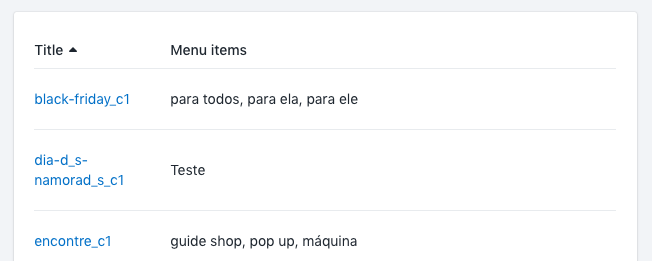 Title Menu items
black-friday_c1 para todos, para ela, para ele
dia-d_s-
namorad_s_c1 Teste
encontre_c1 guide shop, pop up, máquina